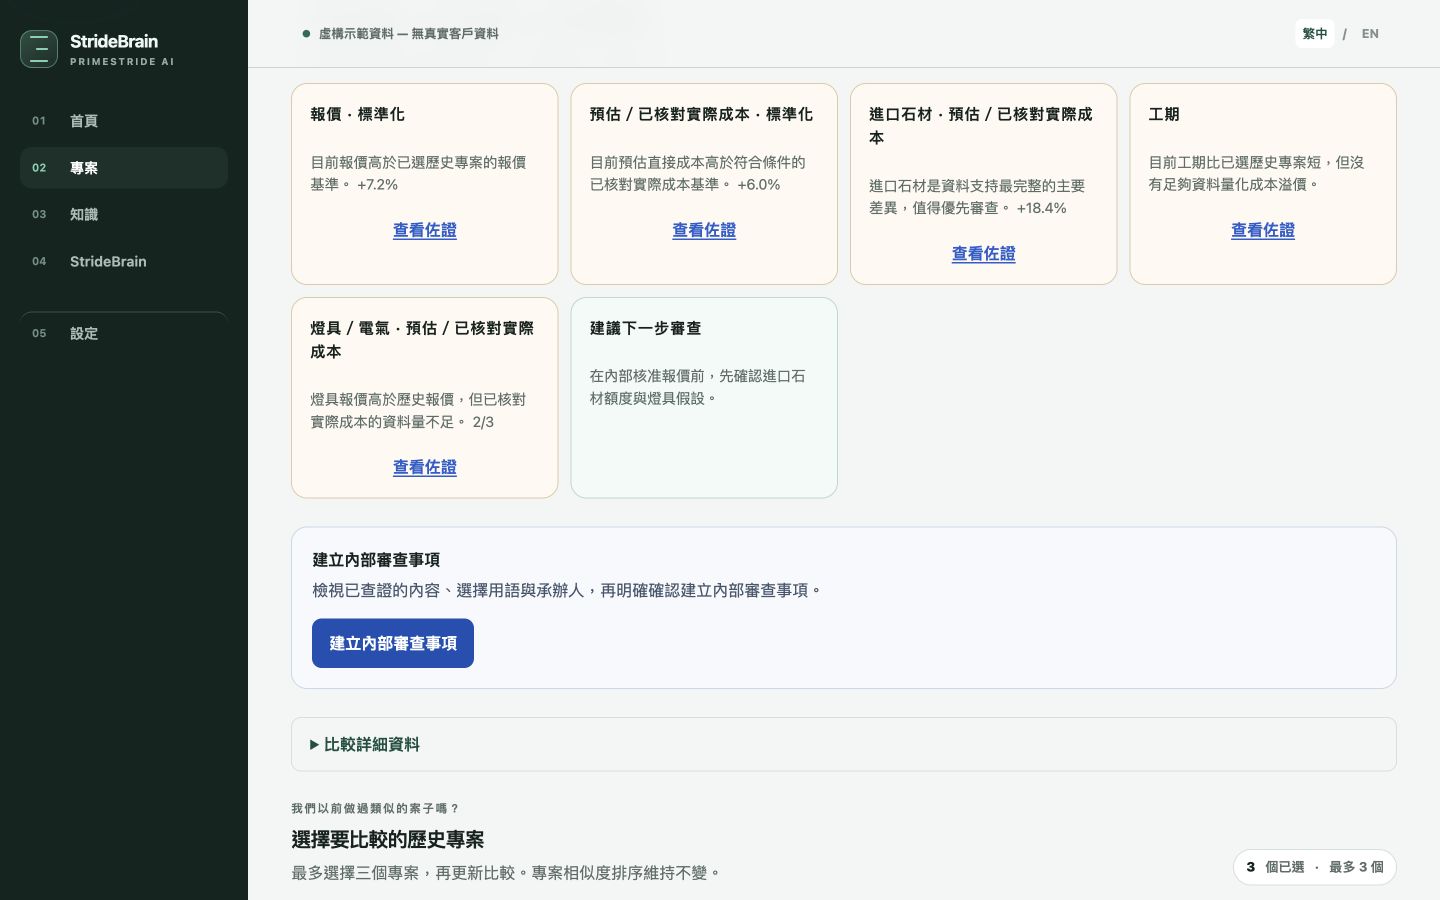 StrideBrain
PRIMESTRIDE AI
01 首頁
02 專案
03 知識
04 StrideBrain
05 設定
虛構示範資料 — 無真實客戶資料
繁中 / EN
報價 · 標準化
目前報價高於已選歷史專案的報價
基準。 +7.2%
查看佐證
預估 / 已核對實際成本 · 標準化
目前預估直接成本高於符合條件的
已核對實際成本基準。 +6.0%
查看佐證
進口石材 · 預估 / 已核對實際成
本
進口石材是資料支持最完整的主要
差異，值得優先審查。 +18.4%
查看佐證
工期
目前工期比已選歷史專案短，但沒
有足夠資料量化成本溢價。
查看佐證
燈具 / 電氣 · 預估 / 已核對實際
成本
燈具報價高於歷史報價，但已核對
實際成本的資料量不足。 2/3
查看佐證
建議下一步審查
在內部核准報價前，先確認進口石
材額度與燈具假設。
建立內部審查事項
檢視已查證的內容、選擇用語與承辦人，再明確確認建立內部審查事項。
建立內部審查事項
▶ 比較詳細資料
我們以前做過類似的案子嗎？
選擇要比較的歷史專案
最多選擇三個專案，再更新比較。專案相似度排序維持不變。
3 個已選 · 最多 3 個